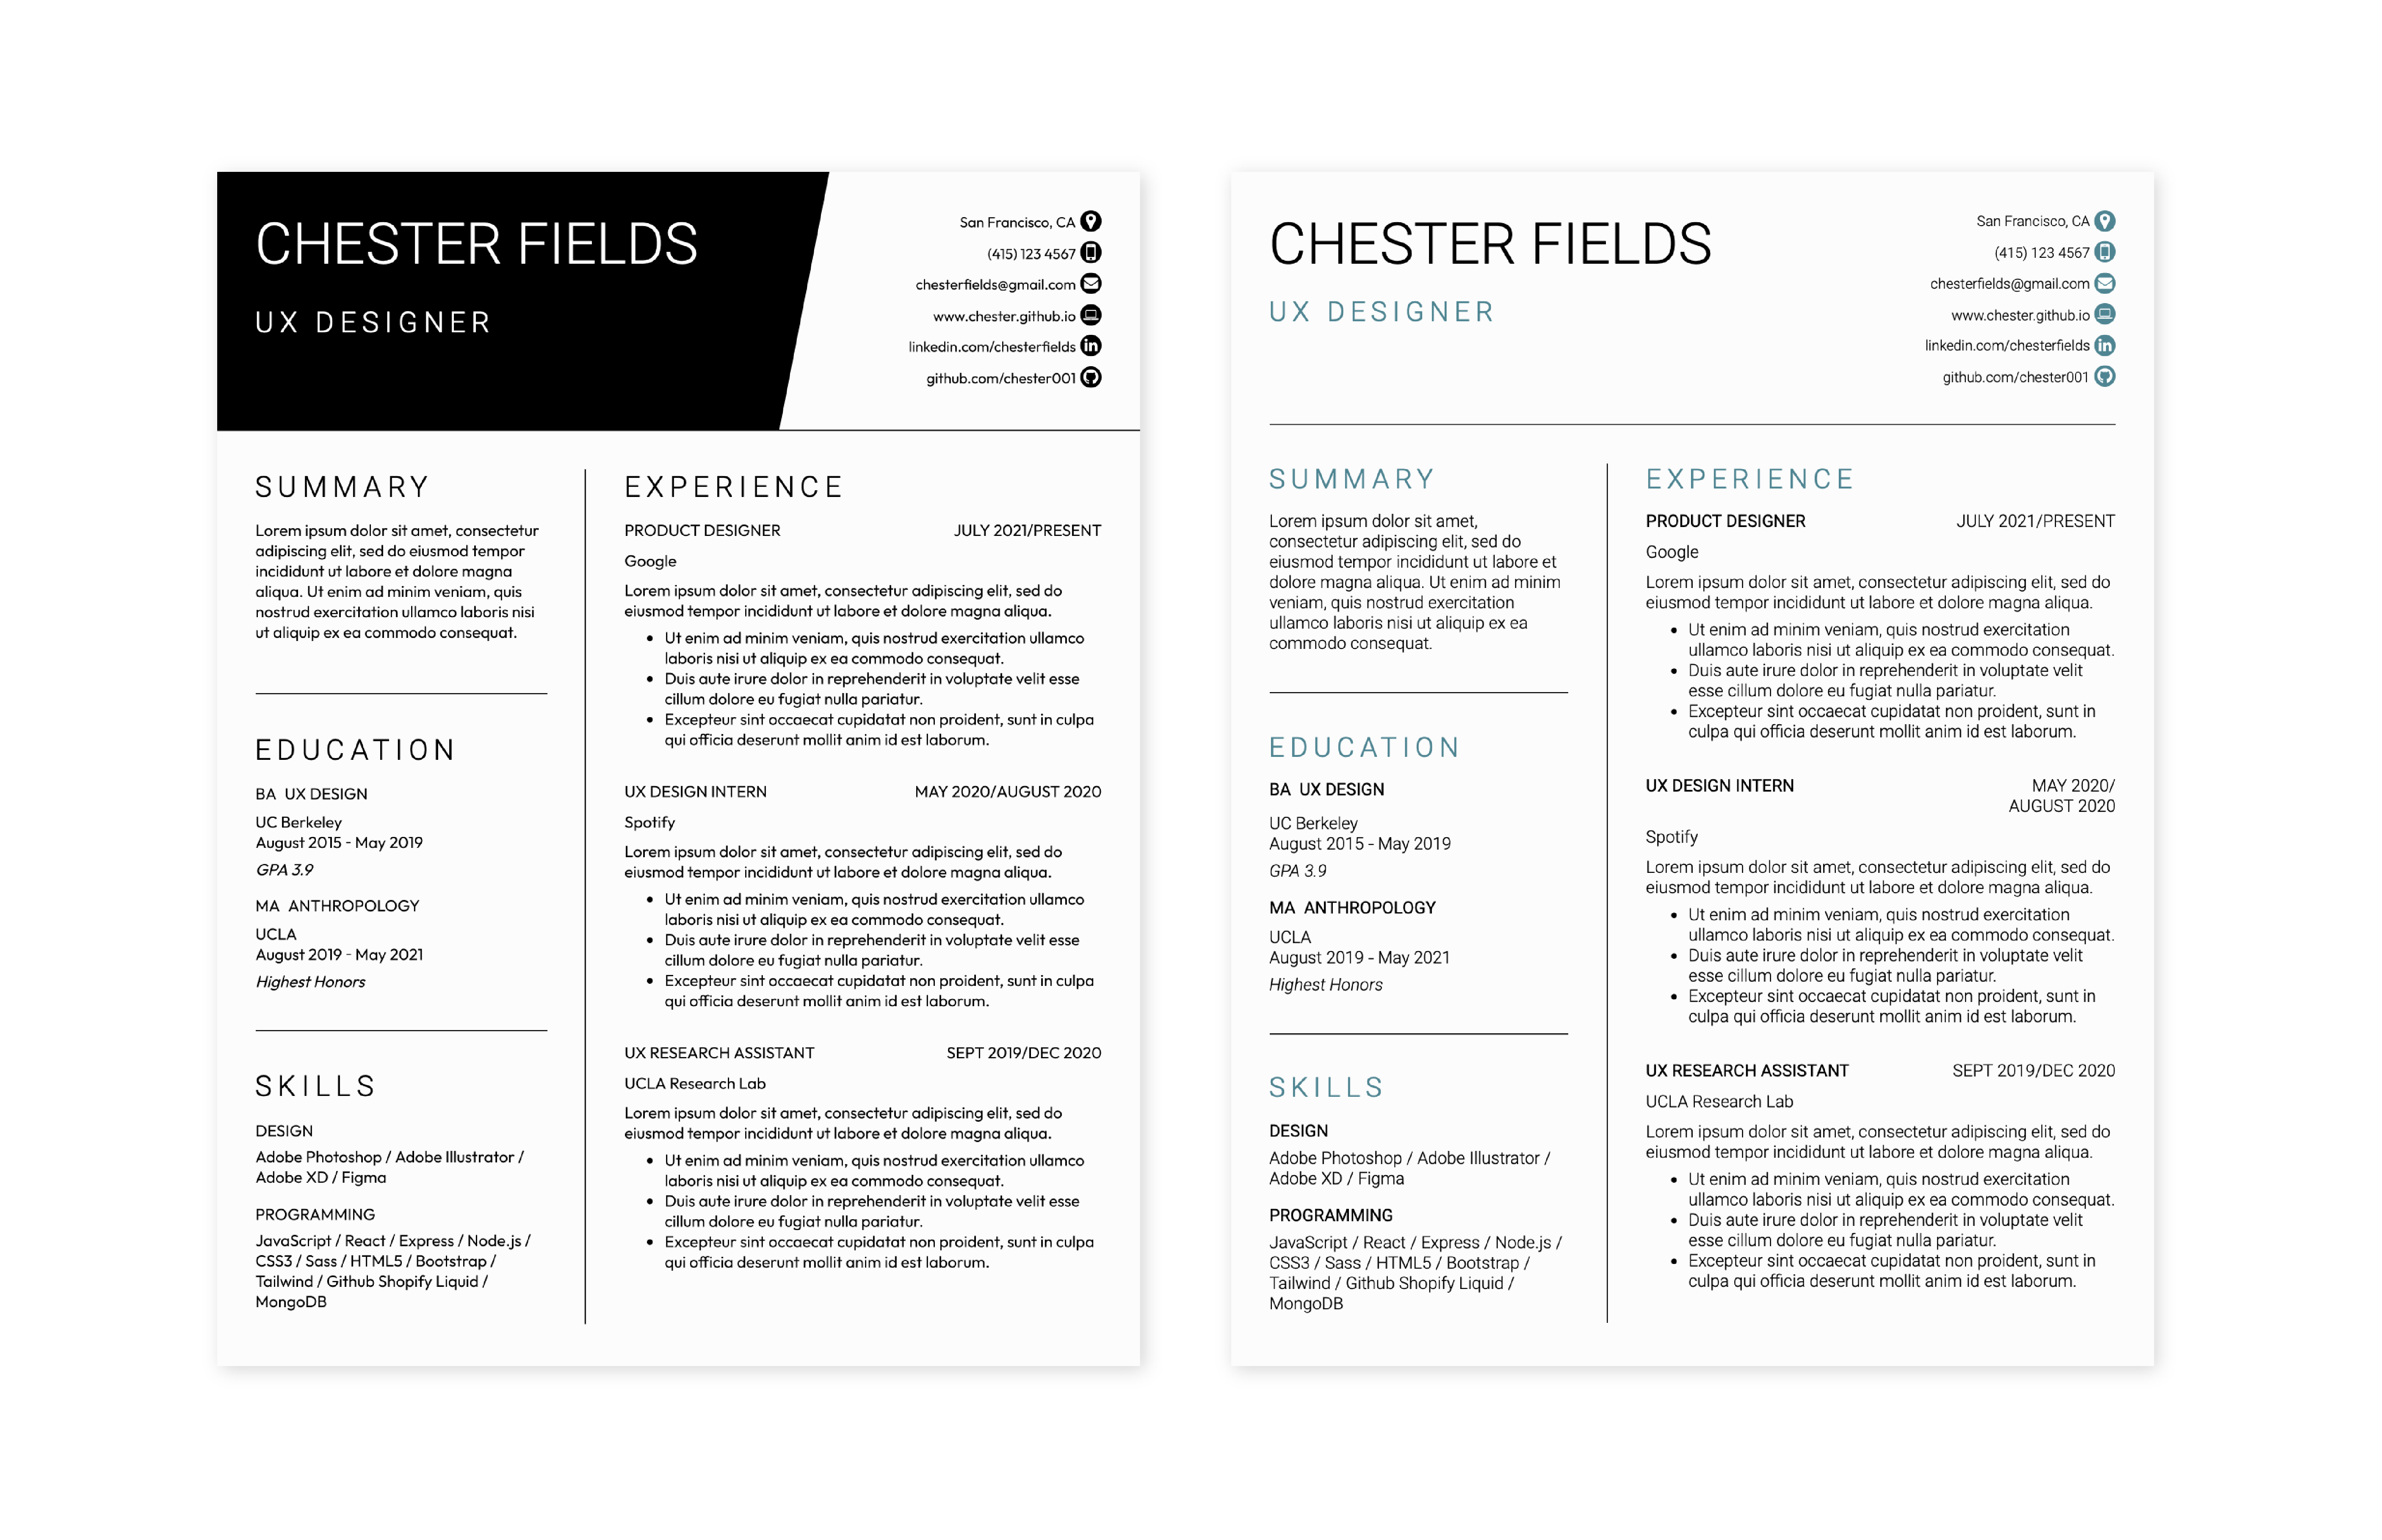 CHESTER FIELDS
UX DESIGNER
San Francisco, CA
(415) 123 4567
chesterfields@gmail.com
www.chester.github.io
linkedin.com/chesterfields
github.com/chester001
SUMMARY
Lorem ipsum dolor sit amet, consectetur
adipiscing elit, sed do eiusmod tempor
incididunt ut labore et dolore magna
aliqua. Ut enim ad minim veniam, quis
nostrud exercitation ullamco laboris nisi
ut aliquip ex ea commodo consequat.
EDUCATION
BA UX DESIGN
UC Berkeley
August 2015 - May 2019
GPA 3.9
MA ANTHROPOLOGY
UCLA
August 2019 - May 2021
Highest Honors
SKILLS
DESIGN
Adobe Photoshop / Adobe Illustrator /
Adobe XD / Figma
PROGRAMMING
JavaScript / React / Express / Node.js /
CSS3 / Sass / HTML5 / Bootstrap /
Tailwind / Github Shopify Liquid /
MongoDB
EXPERIENCE
PRODUCT DESIGNER JULY 2021/PRESENT
Google
Lorem ipsum dolor sit amet, consectetur adipiscing elit, sed do
eiusmod tempor incididunt ut labore et dolore magna aliqua.
• Ut enim ad minim veniam, quis nostrud exercitation ullamco
laboris nisi ut aliquip ex ea commodo consequat.
• Duis aute irure dolor in reprehenderit in voluptate velit esse
cillum dolore eu fugiat nulla pariatur.
• Excepteur sint occaecat cupidatat non proident, sunt in culpa
qui officia deserunt mollit anim id est laborum.
UX DESIGN INTERN MAY 2020/AUGUST 2020
Spotify
Lorem ipsum dolor sit amet, consectetur adipiscing elit, sed do
eiusmod tempor incididunt ut labore et dolore magna aliqua.
• Ut enim ad minim veniam, quis nostrud exercitation ullamco
laboris nisi ut aliquip ex ea commodo consequat.
• Duis aute irure dolor in reprehenderit in voluptate velit esse
cillum dolore eu fugiat nulla pariatur.
• Excepteur sint occaecat cupidatat non proident, sunt in culpa
qui officia deserunt mollit anim id est laborum.
UX RESEARCH ASSISTANT SEPT 2019/DEC 2020
UCLA Research Lab
Lorem ipsum dolor sit amet, consectetur adipiscing elit, sed do
eiusmod tempor incididunt ut labore et dolore magna aliqua.
• Ut enim ad minim veniam, quis nostrud exercitation ullamco
laboris nisi ut aliquip ex ea commodo consequat.
• Duis aute irure dolor in reprehenderit in voluptate velit esse
cillum dolore eu fugiat nulla pariatur.
• Excepteur sint occaecat cupidatat non proident, sunt in culpa
qui officia deserunt mollit anim id est laborum.
CHESTER FIELDS
UX DESIGNER
San Francisco, CA
(415) 123 4567
chesterfields@gmail.com
www.chester.github.io
linkedin.com/chesterfields
github.com/chester001
SUMMARY
Lorem ipsum dolor sit amet,
consectetur adipiscing elit, sed do
eiusmod tempor incididunt ut labore et
dolore magna aliqua. Ut enim ad minim
veniam, quis nostrud exercitation
ullamco laboris nisi ut aliquip ex ea
commodo consequat.
EDUCATION
BA UX DESIGN
UC Berkeley
August 2015 - May 2019
GPA 3.9
MA ANTHROPOLOGY
UCLA
August 2019 - May 2021
Highest Honors
SKILLS
DESIGN
Adobe Photoshop / Adobe Illustrator /
Adobe XD / Figma
PROGRAMMING
JavaScript / React / Express / Node.js /
CSS3 / Sass / HTML5 / Bootstrap /
Tailwind / Github Shopify Liquid /
MongoDB
EXPERIENCE
PRODUCT DESIGNER JULY 2021/PRESENT
Google
Lorem ipsum dolor sit amet, consectetur adipiscing elit, sed do
eiusmod tempor incididunt ut labore et dolore magna aliqua.
• Ut enim ad minim veniam, quis nostrud exercitation
ullamco laboris nisi ut aliquip ex ea commodo consequat.
• Duis aute irure dolor in reprehenderit in voluptate velit
esse cillum dolore eu fugiat nulla pariatur.
• Excepteur sint occaecat cupidatat non proident, sunt in
culpa qui officia deserunt mollit anim id est laborum.
UX DESIGN INTERN MAY 2020/
AUGUST 2020
Spotify
Lorem ipsum dolor sit amet, consectetur adipiscing elit, sed do
eiusmod tempor incididunt ut labore et dolore magna aliqua.
• Ut enim ad minim veniam, quis nostrud exercitation
ullamco laboris nisi ut aliquip ex ea commodo consequat.
• Duis aute irure dolor in reprehenderit in voluptate velit
esse cillum dolore eu fugiat nulla pariatur.
• Excepteur sint occaecat cupidatat non proident, sunt in
culpa qui officia deserunt mollit anim id est laborum.
UX RESEARCH ASSISTANT SEPT 2019/DEC 2020
UCLA Research Lab
Lorem ipsum dolor sit amet, consectetur adipiscing elit, sed do
eiusmod tempor incididunt ut labore et dolore magna aliqua.
• Ut enim ad minim veniam, quis nostrud exercitation
ullamco laboris nisi ut aliquip ex ea commodo consequat.
• Duis aute irure dolor in reprehenderit in voluptate velit
esse cillum dolore eu fugiat nulla pariatur.
• Excepteur sint occaecat cupidatat non proident, sunt in
culpa qui officia deserunt mollit anim id est laborum.